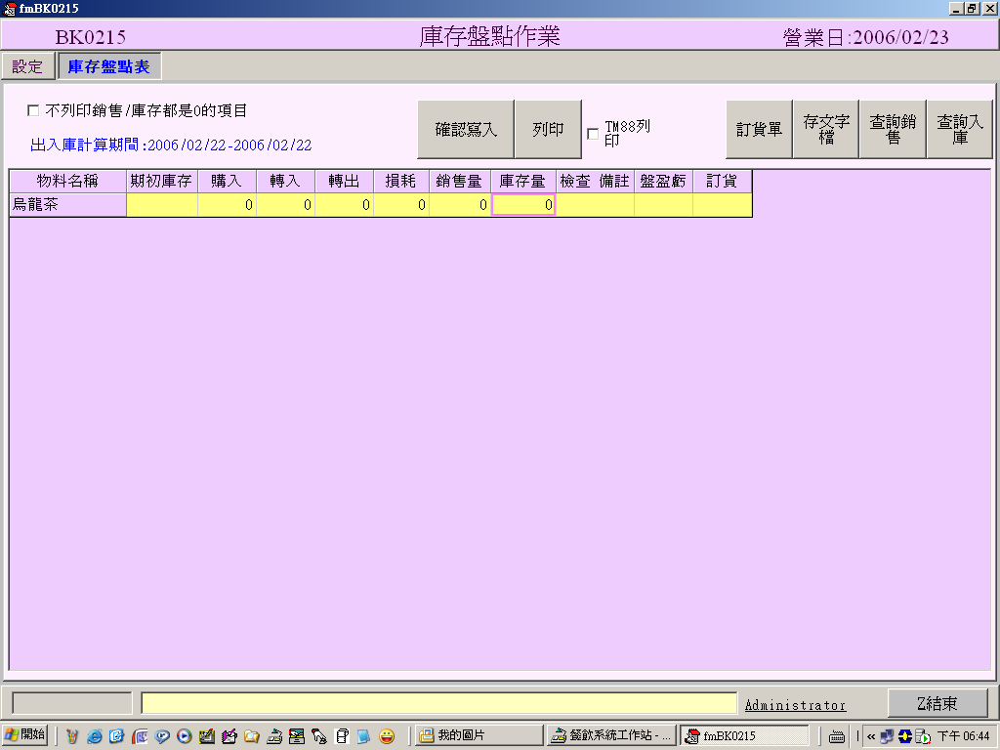 fmBK0215
BK0215 庫存盤點作業 營業日:2006/02/23
設定 庫存盤點表
不列印銷售/庫存都是0的項目
出入庫計算期間:2006/02/22-2006/02/22
確認寫入 列印
TM88列
印
訂貨單
存文字
檔
查詢銷
售
查詢入
庫
物料名稱 期初庫存 購入 轉入 轉出 損耗 銷售量 庫存量 檢查 備註 盤盈虧 訂貨
烏龍茶 0 0 0 0 0 0
Administrator Z結束
開始 我的圖片 餐飲系統工作站 - ... fmBK0215 « 下午 06:44